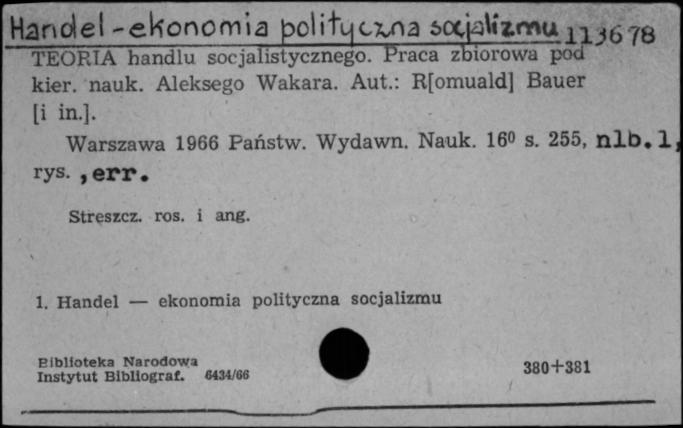 Handel - ekonomia polityczna socjalizmu 113678
TEORIA handlu socjalistycznego. Praca zbiorowa pod
kier. nauk. Aleksego Wakara. Aut.: R[omuald] Bauer
[i in.].
Warszawa 1966 Państw. Wydawn. Nauk. 16⁰ s. 255, nlb. 1,
rys. , err.
Streszcz. ros. i ang.
1. Handel — ekonomia polityczna socjalizmu
Biblioteka Narodowa
Instytut Bibliograf. 6434/66
380+381